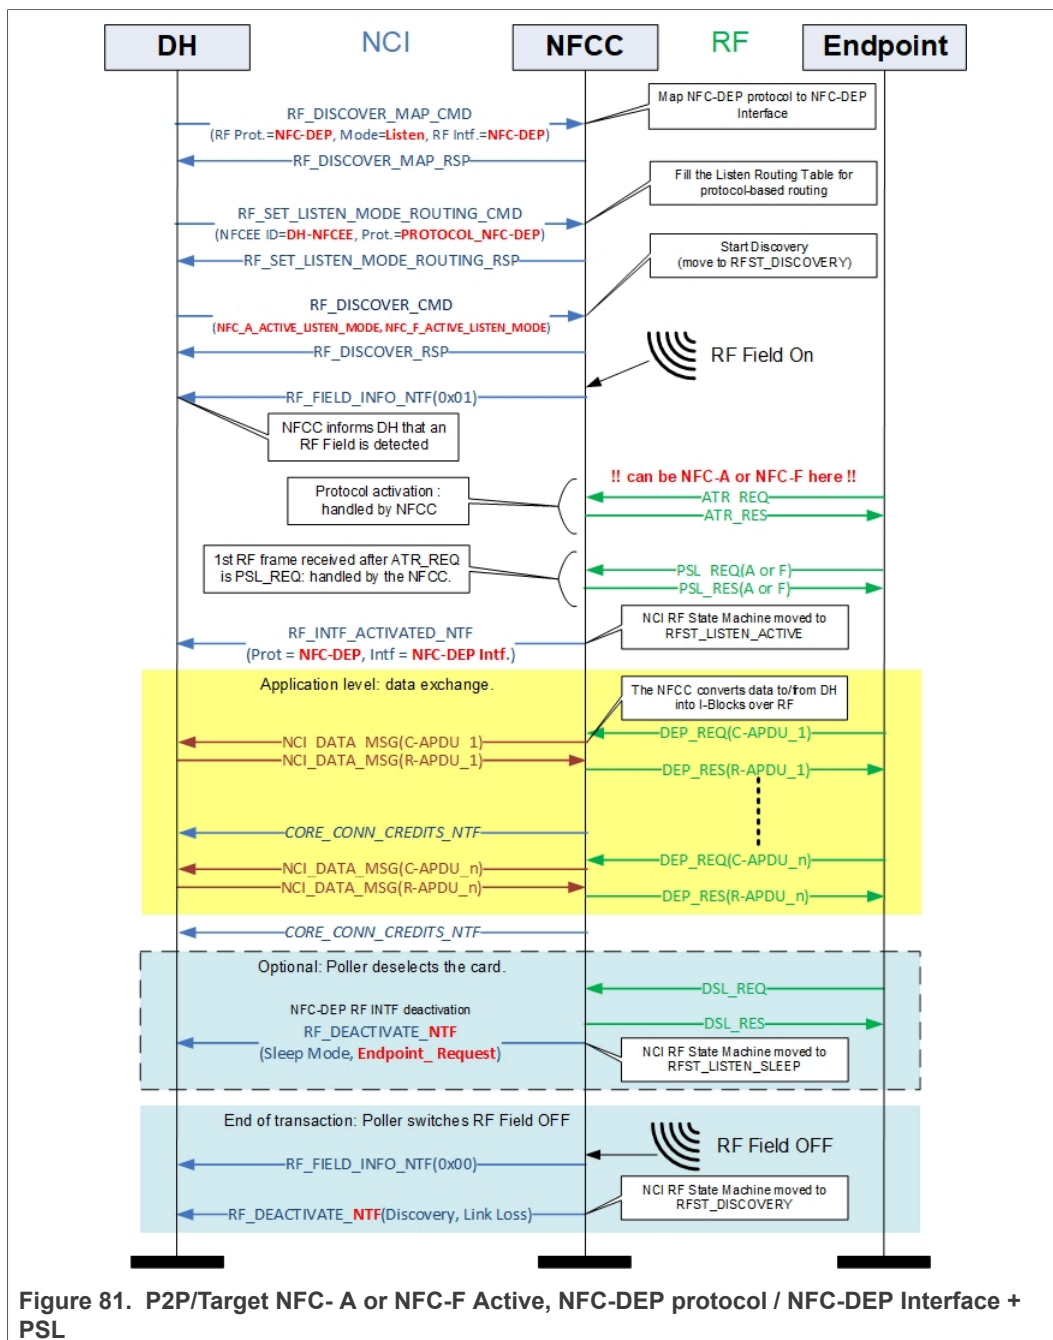 DH
NCI
NFCC
RF
Endpoint
Map NFC-DEP protocol to NFC-DEP
Interface
RF_DISCOVER_MAP_CMD
(RF Prot.=NFC-DEP, Mode=Listen, RF Intf.=NFC-DEP)
RF_DISCOVER_MAP_RSP
Fill the Listen Routing Table for
protocol-based routing
RF_SET_LISTEN_MODE_ROUTING_CMD
(NFCEE ID=DH-NFCEE, Prot.=PROTOCOL_NFC-DEP)
RF_SET_LISTEN_MODE_ROUTING_RSP
Start Discovery
(move to RFST_DISCOVERY)
RF_DISCOVER_CMD
(NFC_A_ACTIVE_LISTEN_MODE, NFC_F_ACTIVE_LISTEN_MODE)
RF_DISCOVER_RSP
RF Field On
RF_FIELD_INFO_NTF(0x01)
NFCC informs DH that an
RF Field is detected
!! can be NFC-A or NFC-F here !!
Protocol activation :
handled by NFCC
ATR_REQ
ATR_RES
1st RF frame received after ATR_REQ
is PSL_REQ: handled by the NFCC.
PSL_REQ(A or F)
PSL_RES(A or F)
NCI RF State Machine moved to
RFST_LISTEN_ACTIVE
RF_INTF_ACTIVATED_NTF
(Prot = NFC-DEP, Intf = NFC-DEP Intf.)
Application level: data exchange.
The NFCC converts data to/from DH
into I-Blocks over RF
DEP_REQ(C-APDU_1)
NCI_DATA_MSG(C-APDU_1)
NCI_DATA_MSG(R-APDU_1)
DEP_RES(R-APDU_1)
CORE_CONN_CREDITS_NTF
DEP_REQ(C-APDU_n)
NCI_DATA_MSG(C-APDU_n)
NCI_DATA_MSG(R-APDU_n)
DEP_RES(R-APDU_n)
CORE_CONN_CREDITS_NTF
Optional: Poller deselects the card.
DSL_REQ
NFC-DEP RF INTF deactivation
DSL_RES
RF_DEACTIVATE_NTF
(Sleep Mode, Endpoint_ Request)
NCI RF State Machine moved to
RFST_LISTEN_SLEEP
End of transaction: Poller switches RF Field OFF
RF Field OFF
RF_FIELD_INFO_NTF(0x00)
NCI RF State Machine moved to
RFST_DISCOVERY
RF_DEACTIVATE_NTF(Discovery, Link Loss)
Figure 81. P2P/Target NFC- A or NFC-F Active, NFC-DEP protocol / NFC-DEP Interface +
PSL